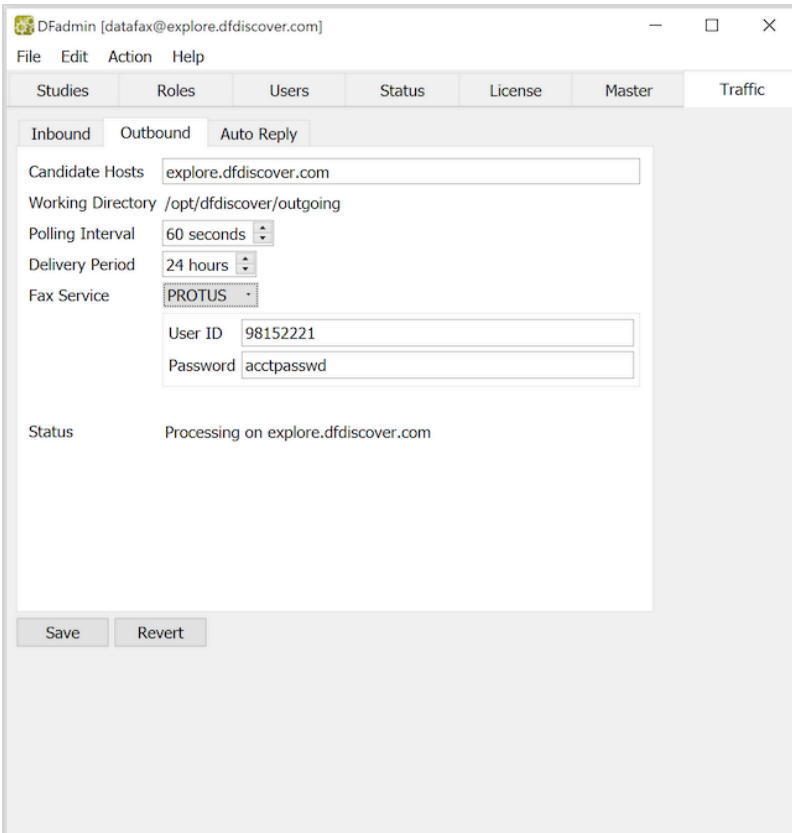 DFadmin [datafax@explore.dfdiscover.com]
File Edit Action Help
Studies Roles Users Status License Master Traffic
Inbound Outbound Auto Reply
Candidate Hosts explore.dfdiscover.com
Working Directory /opt/dfdiscover/outgoing
Polling Interval 60 seconds
Delivery Period 24 hours
Fax Service PROTUS
User ID 98152221
Password acctpasswd
Status Processing on explore.dfdiscover.com
Save Revert